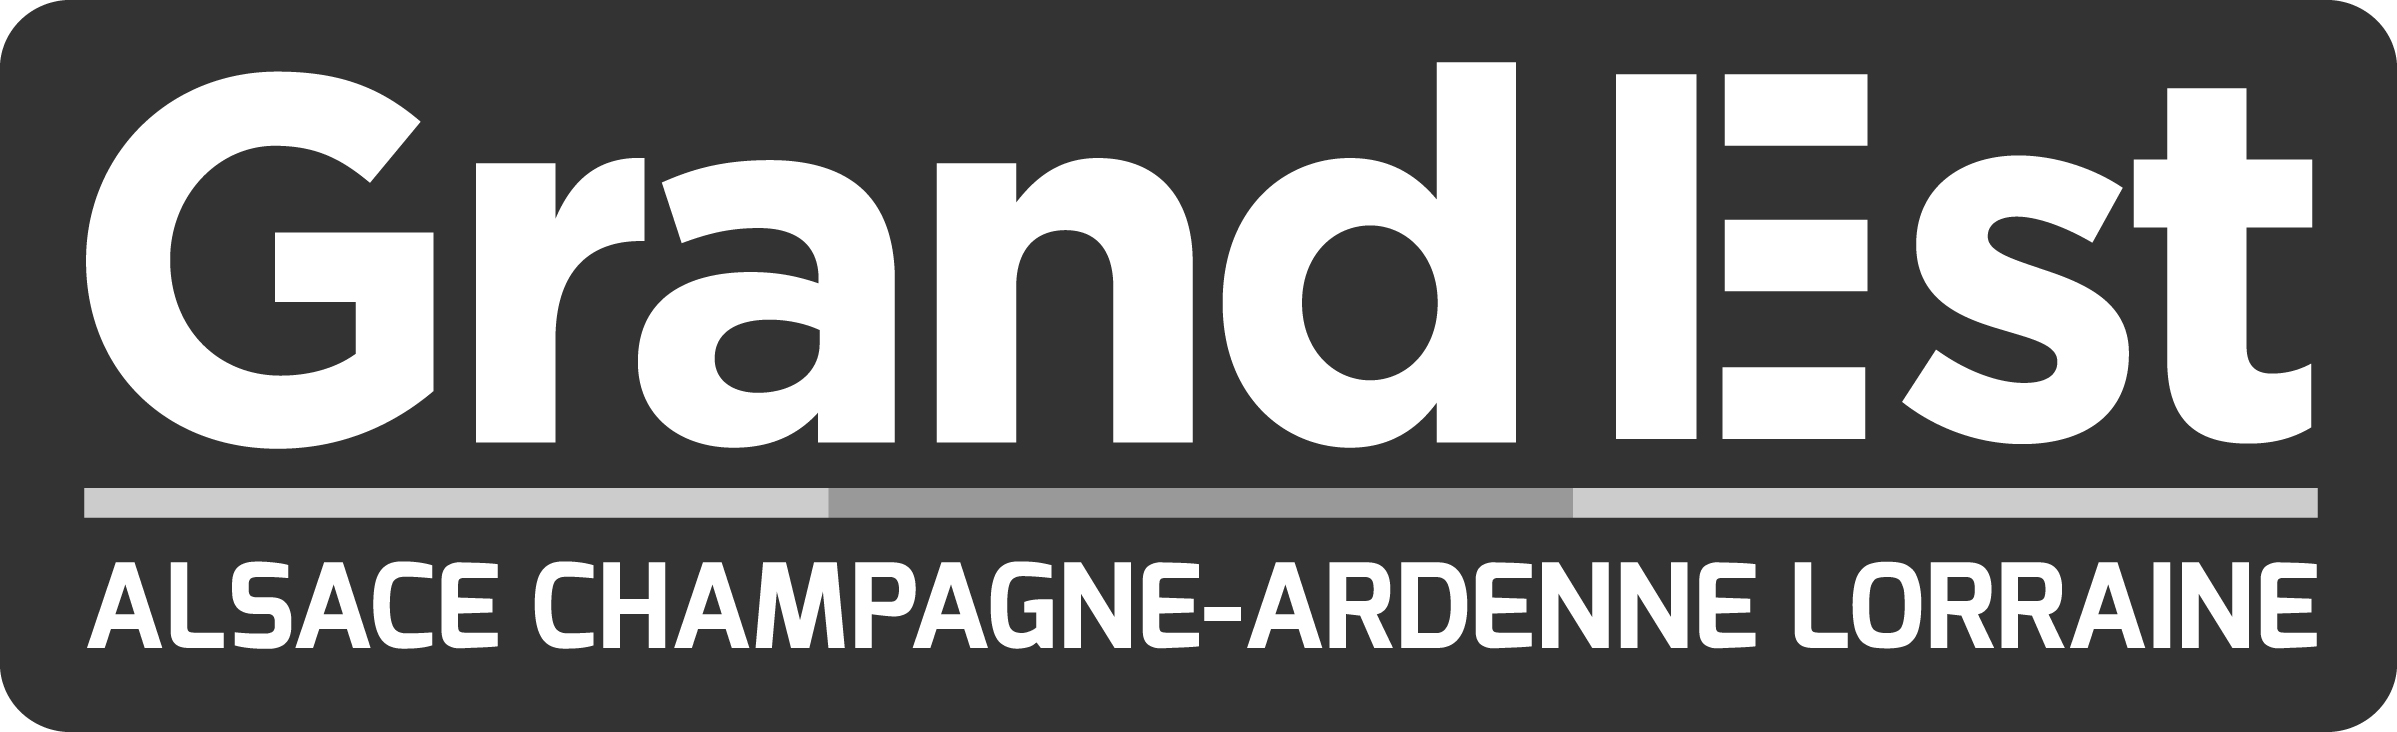 Grand Est
ALSACE CHAMPAGNE-ARDENNE LORRAINE